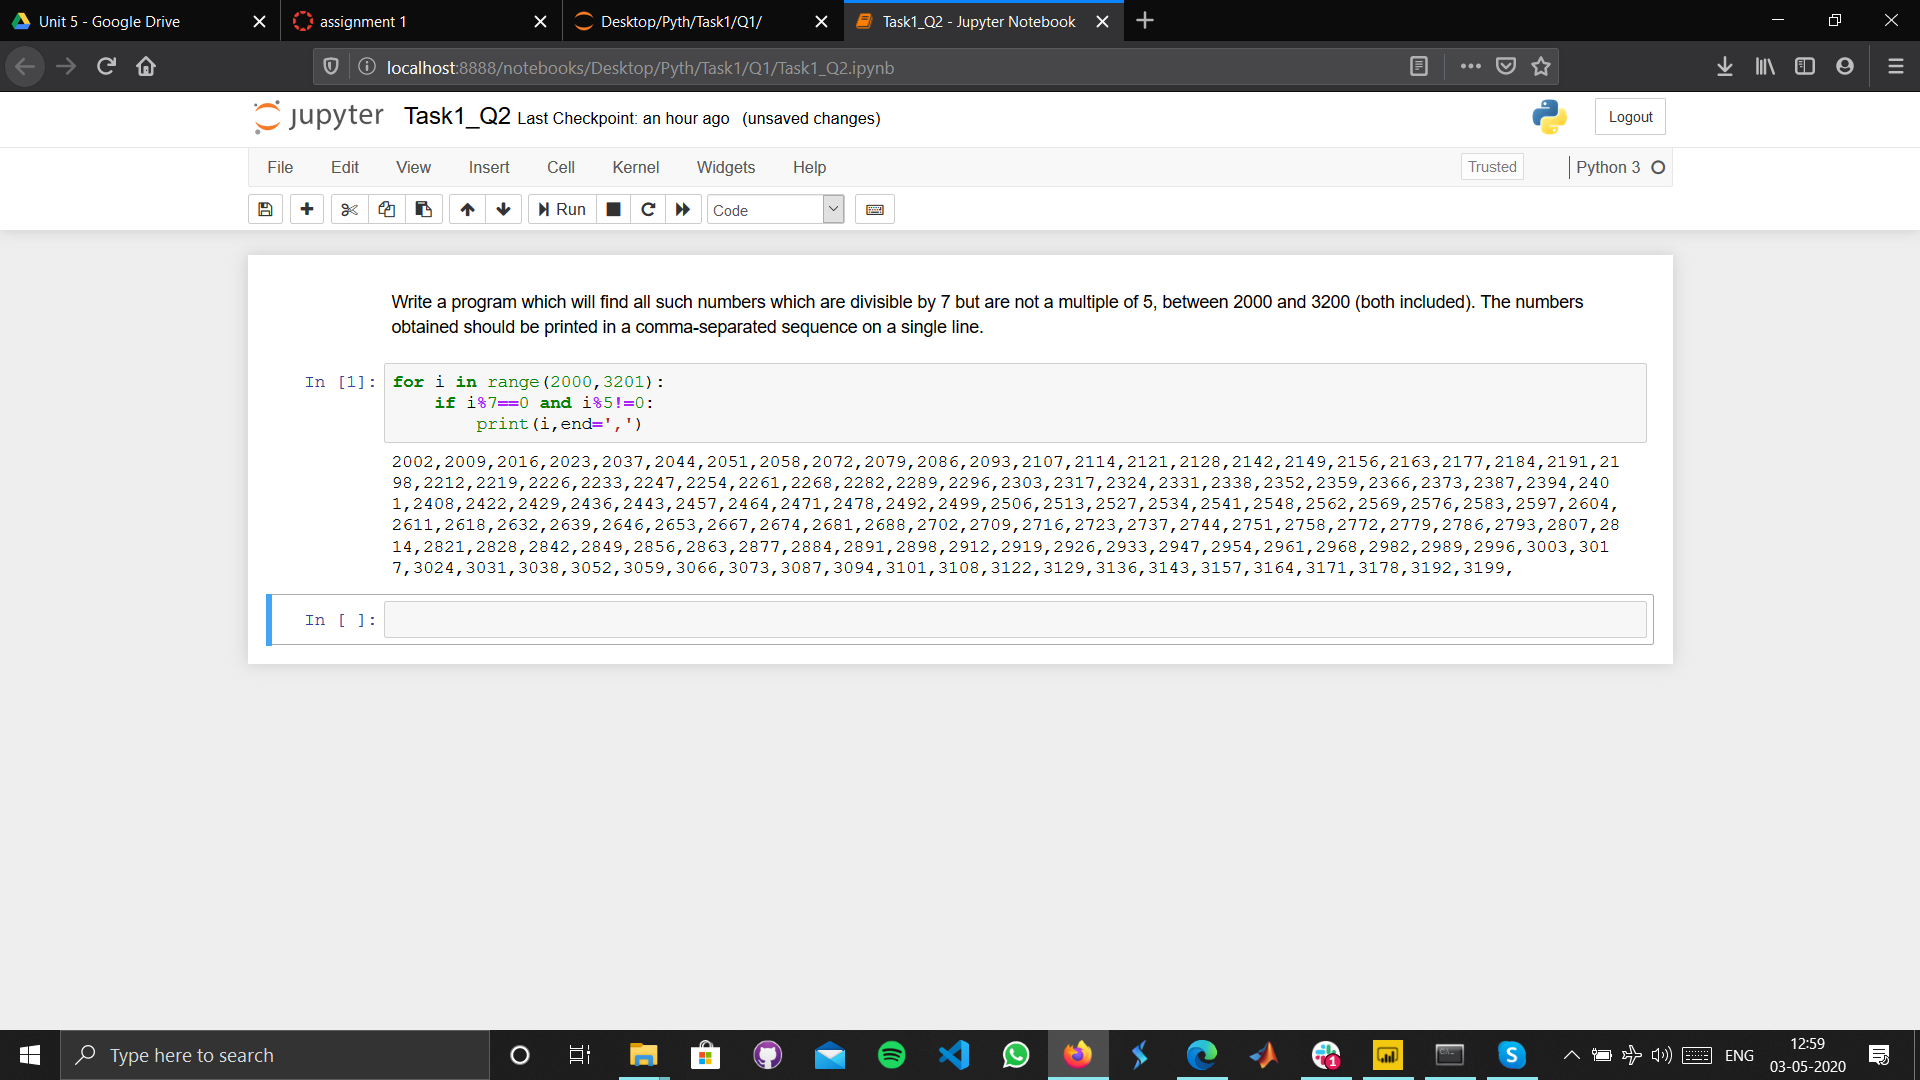 Unit 5 - Google Drive
assignment 1
Desktop/Pyth/Task1/Q1/
Task1_Q2 - Jupyter Notebook
localhost:8888/notebooks/Desktop/Pyth/Task1/Q1/Task1_Q2.ipynb
jupyter Task1_Q2 Last Checkpoint: an hour ago (unsaved changes)
Logout
File Edit View Insert Cell Kernel Widgets Help
Trusted
Python 3
Run
Code
Write a program which will find all such numbers which are divisible by 7 but are not a multiple of 5, between 2000 and 3200 (both included). The numbers
obtained should be printed in a comma-separated sequence on a single line.
In [1]:
for i in range(2000,3201):
    if i%7==0 and i%5!=0:
        print(i,end=',')
2002,2009,2016,2023,2037,2044,2051,2058,2072,2079,2086,2093,2107,2114,2121,2128,2142,2149,2156,2163,2177,2184,2191,21
98,2212,2219,2226,2233,2247,2254,2261,2268,2282,2289,2296,2303,2317,2324,2331,2338,2352,2359,2366,2373,2387,2394,240
1,2408,2422,2429,2436,2443,2457,2464,2471,2478,2492,2499,2506,2513,2527,2534,2541,2548,2562,2569,2576,2583,2597,2604,
2611,2618,2632,2639,2646,2653,2667,2674,2681,2688,2702,2709,2716,2723,2737,2744,2751,2758,2772,2779,2786,2793,2807,28
14,2821,2828,2842,2849,2856,2863,2877,2884,2891,2898,2912,2919,2926,2933,2947,2954,2961,2968,2982,2989,2996,3003,301
7,3024,3031,3038,3052,3059,3066,3073,3087,3094,3101,3108,3122,3129,3136,3143,3157,3164,3171,3178,3192,3199,
In [ ]:
Type here to search
1
S
ENG
12:59
03-05-2020